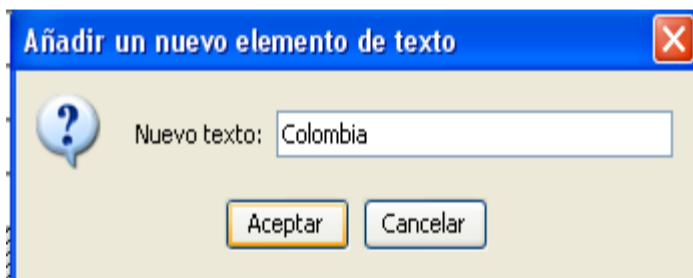 Añadir un nuevo elemento de texto
Nuevo texto: Colombia
Aceptar Cancelar